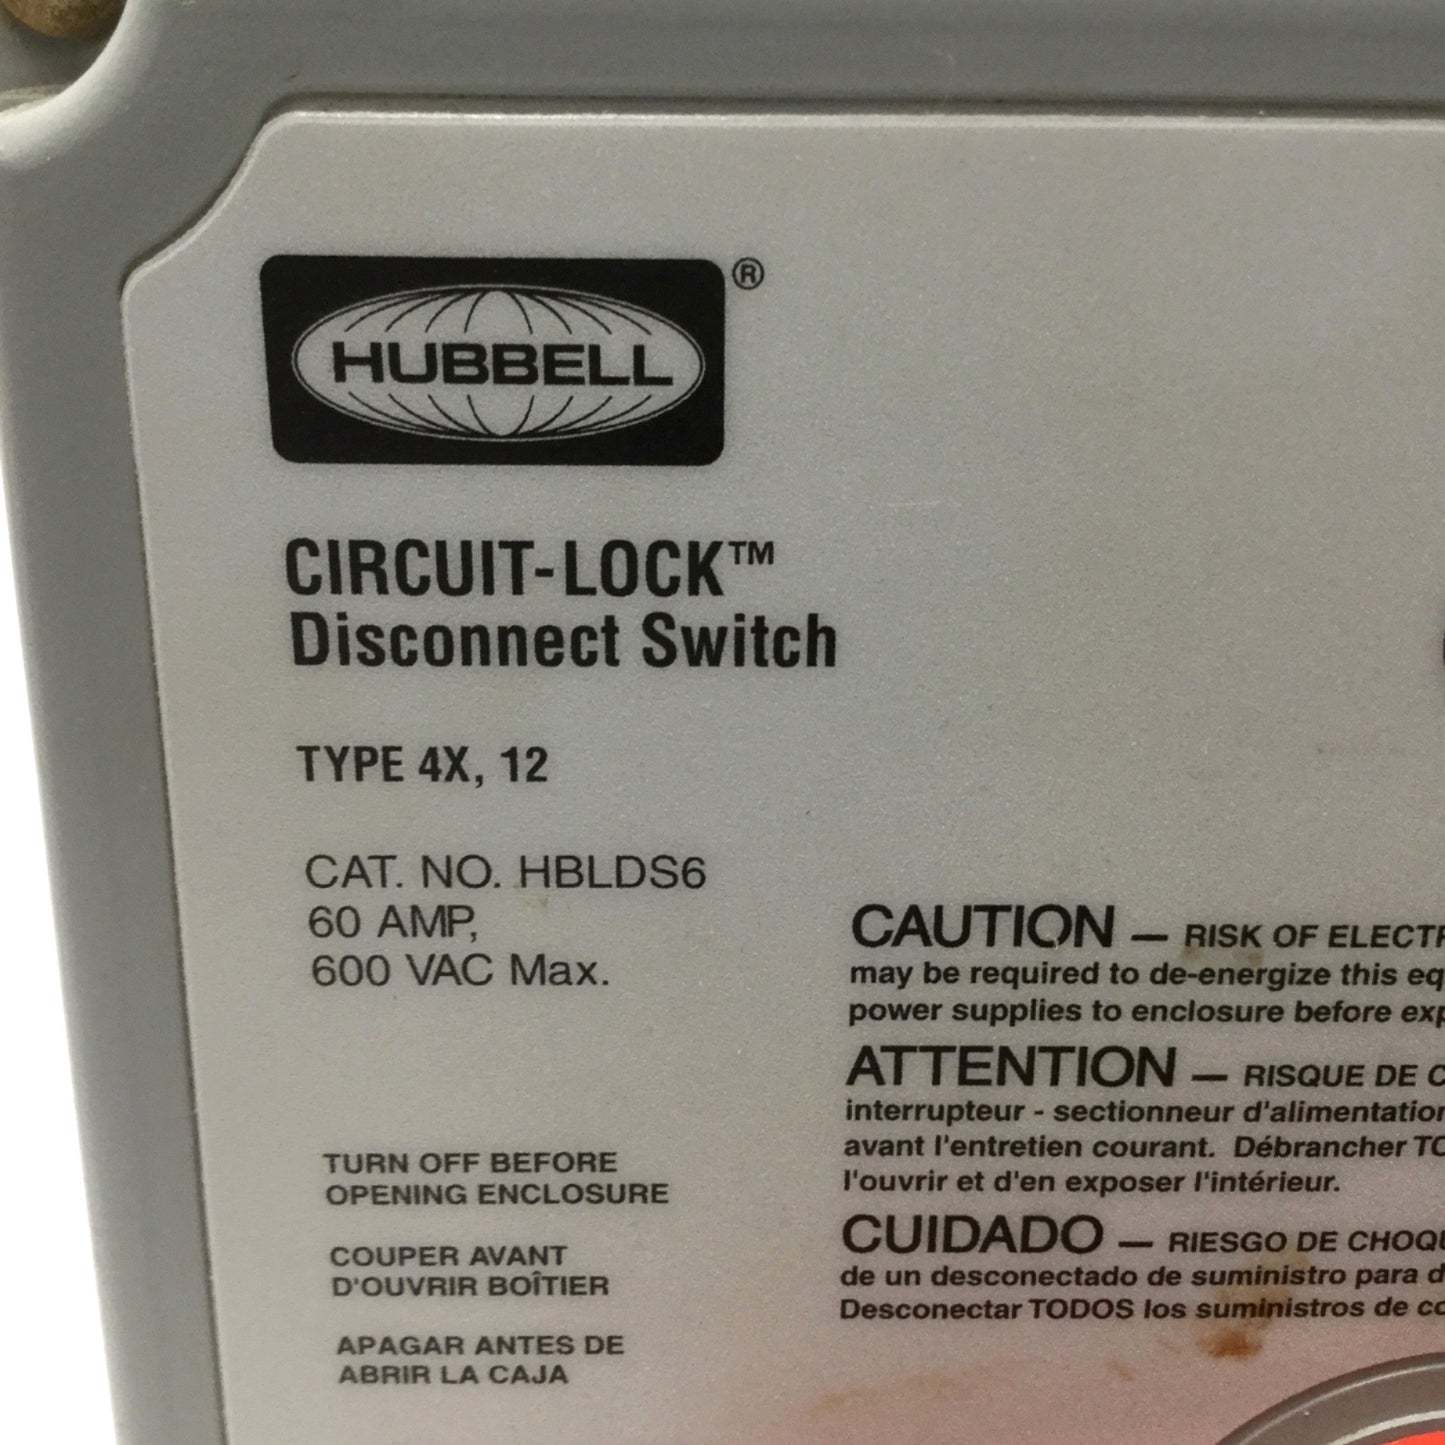 HUBBELL®
CIRCUIT-LOCK™
Disconnect Switch
TYPE 4X, 12
CAT. NO. HBLDS6
60 AMP,
600 VAC Max.
TURN OFF BEFORE
OPENING ENCLOSURE
COUPER AVANT
D'OUVRIR BOÎTIER
APAGAR ANTES DE
ABRIR LA CAJA
CAUTION — RISK OF
may be required to de-energize this
power supplies to enclosure before
ATTENTION — RISQUE DE
interrupteur - sectionneur d'alimentation
avant l'entretien courant. Débrancher
l'ouvrir et d'en exposer l'intérieur.
CUIDADO — RIESGO DE
de un desconectado de suministro para
Desconectar TODOS los suministros de